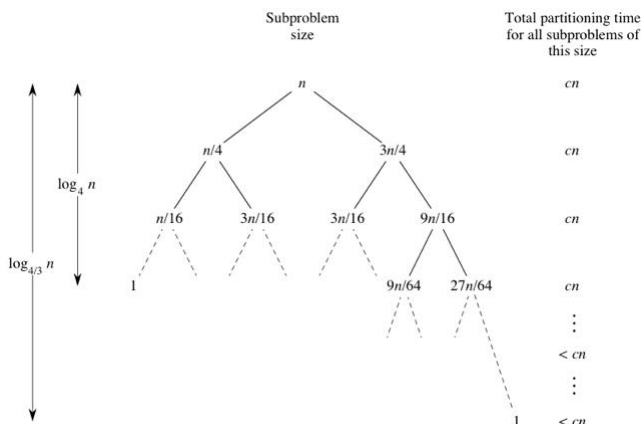 Subproblem
size
Total partitioning time
for all subproblems of
this size
n cn
n/4 3n/4 cn
log₄ n
n/16 3n/16 3n/16 9n/16 cn
log₄/₃ n
1 9n/64 27n/64 cn
⋮
< cn
⋮
1 < cn